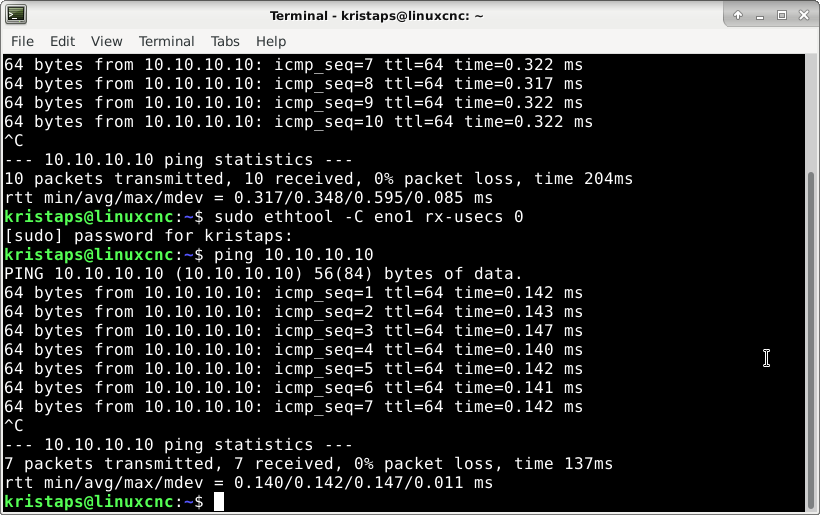 Terminal - kristaps@linuxcnc: ~
File Edit View Terminal Tabs Help
64 bytes from 10.10.10.10: icmp_seq=7 ttl=64 time=0.322 ms
64 bytes from 10.10.10.10: icmp_seq=8 ttl=64 time=0.317 ms
64 bytes from 10.10.10.10: icmp_seq=9 ttl=64 time=0.322 ms
64 bytes from 10.10.10.10: icmp_seq=10 ttl=64 time=0.322 ms
^C
--- 10.10.10.10 ping statistics ---
10 packets transmitted, 10 received, 0% packet loss, time 204ms
rtt min/avg/max/mdev = 0.317/0.348/0.595/0.085 ms
kristaps@linuxcnc:~$ sudo ethtool -C eno1 rx-usecs 0
[sudo] password for kristaps:
kristaps@linuxcnc:~$ ping 10.10.10.10
PING 10.10.10.10 (10.10.10.10) 56(84) bytes of data.
64 bytes from 10.10.10.10: icmp_seq=1 ttl=64 time=0.142 ms
64 bytes from 10.10.10.10: icmp_seq=2 ttl=64 time=0.143 ms
64 bytes from 10.10.10.10: icmp_seq=3 ttl=64 time=0.147 ms
64 bytes from 10.10.10.10: icmp_seq=4 ttl=64 time=0.140 ms
64 bytes from 10.10.10.10: icmp_seq=5 ttl=64 time=0.142 ms
64 bytes from 10.10.10.10: icmp_seq=6 ttl=64 time=0.141 ms
64 bytes from 10.10.10.10: icmp_seq=7 ttl=64 time=0.142 ms
^C
--- 10.10.10.10 ping statistics ---
7 packets transmitted, 7 received, 0% packet loss, time 137ms
rtt min/avg/max/mdev = 0.140/0.142/0.147/0.011 ms
kristaps@linuxcnc:~$